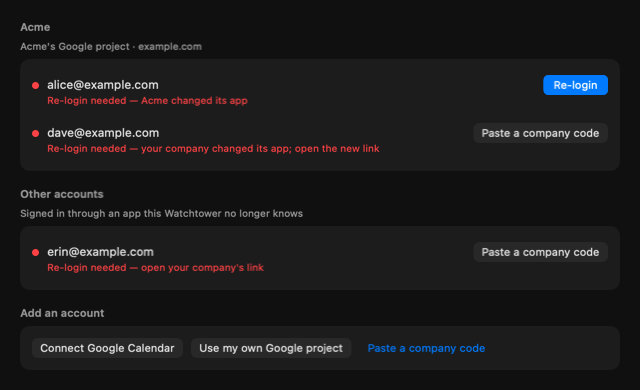 Acme
Acme's Google project · example.com
alice@example.com
Re-login
Re-login needed — Acme changed its app
dave@example.com
Paste a company code
Re-login needed — your company changed its app; open the new link
Other accounts
Signed in through an app this Watchtower no longer knows
erin@example.com
Paste a company code
Re-login needed — open your company's link
Add an account
Connect Google Calendar
Use my own Google project
Paste a company code